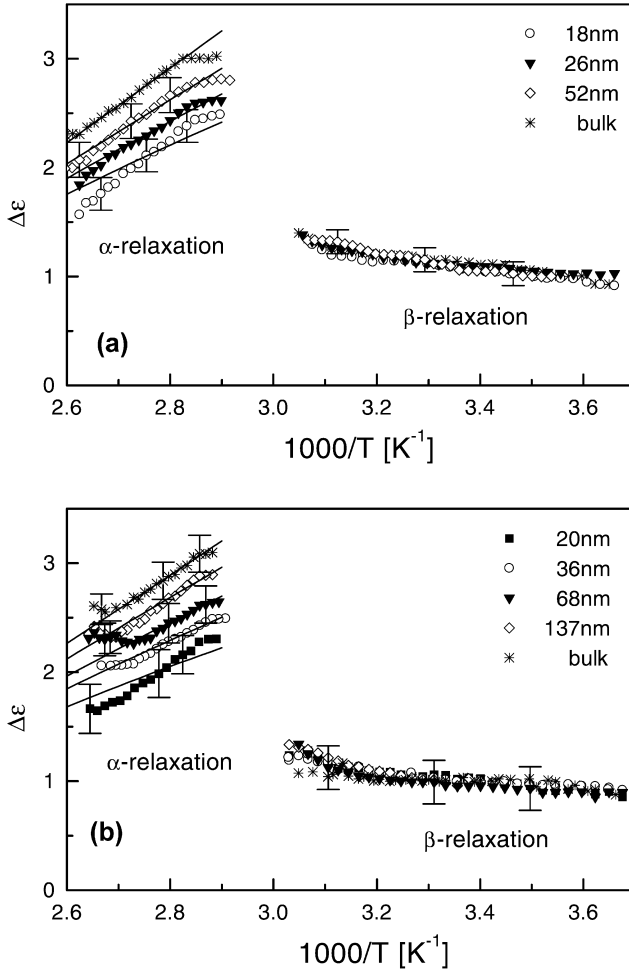 18nm
26nm
52nm
bulk
3
2
1
0
Δε
α-relaxation
β-relaxation
(a)
2.6 2.8 3.0 3.2 3.4 3.6
1000/T [K⁻¹]
20nm
36nm
68nm
137nm
bulk
3
2
1
0
Δε
α-relaxation
β-relaxation
(b)
2.6 2.8 3.0 3.2 3.4 3.6
1000/T [K⁻¹]